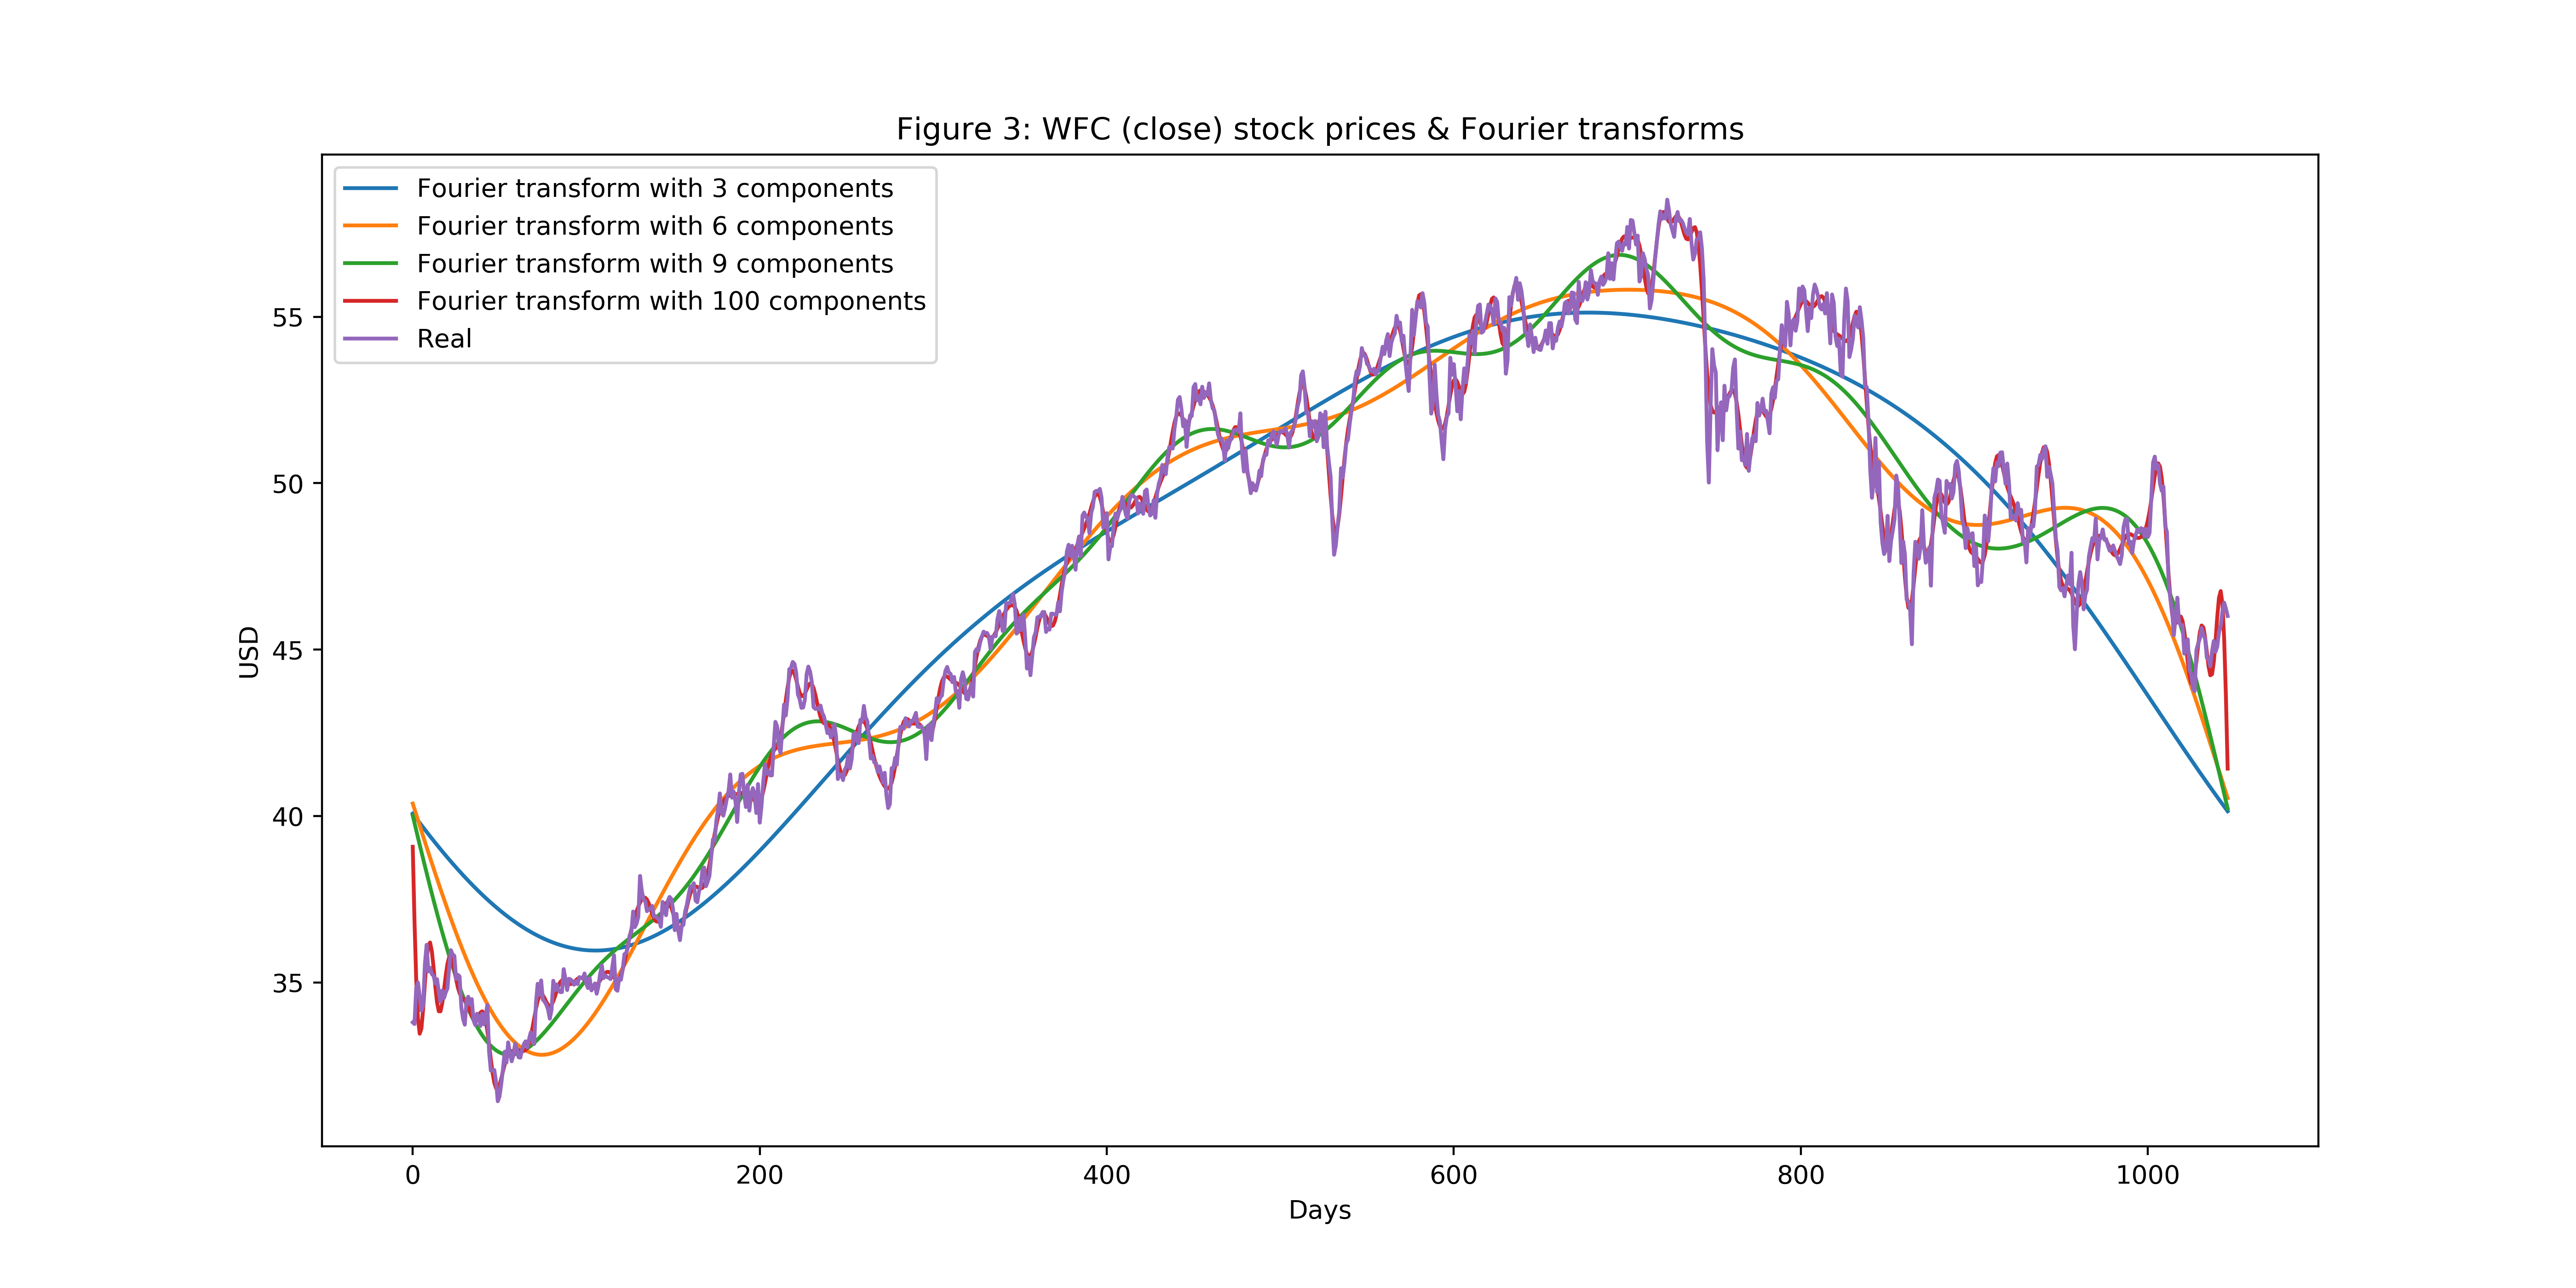 Figure 3: WFC (close) stock prices & Fourier transforms
Fourier transform with 3 components
Fourier transform with 6 components
Fourier transform with 9 components
Fourier transform with 100 components
Real
55
50
45
40
35
USD
0 200 400 600 800 1000
Days